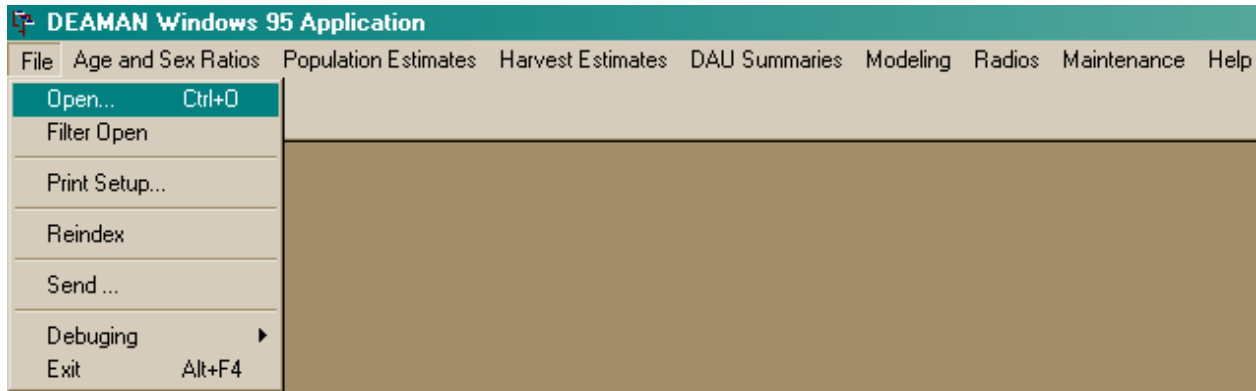 DEAMAN Windows 95 Application
File Age and Sex Ratios Population Estimates Harvest Estimates DAU Summaries Modeling Radios Maintenance Help
Open... Ctrl+O
Filter Open
Print Setup...
Reindex
Send ...
Debuging
Exit Alt+F4